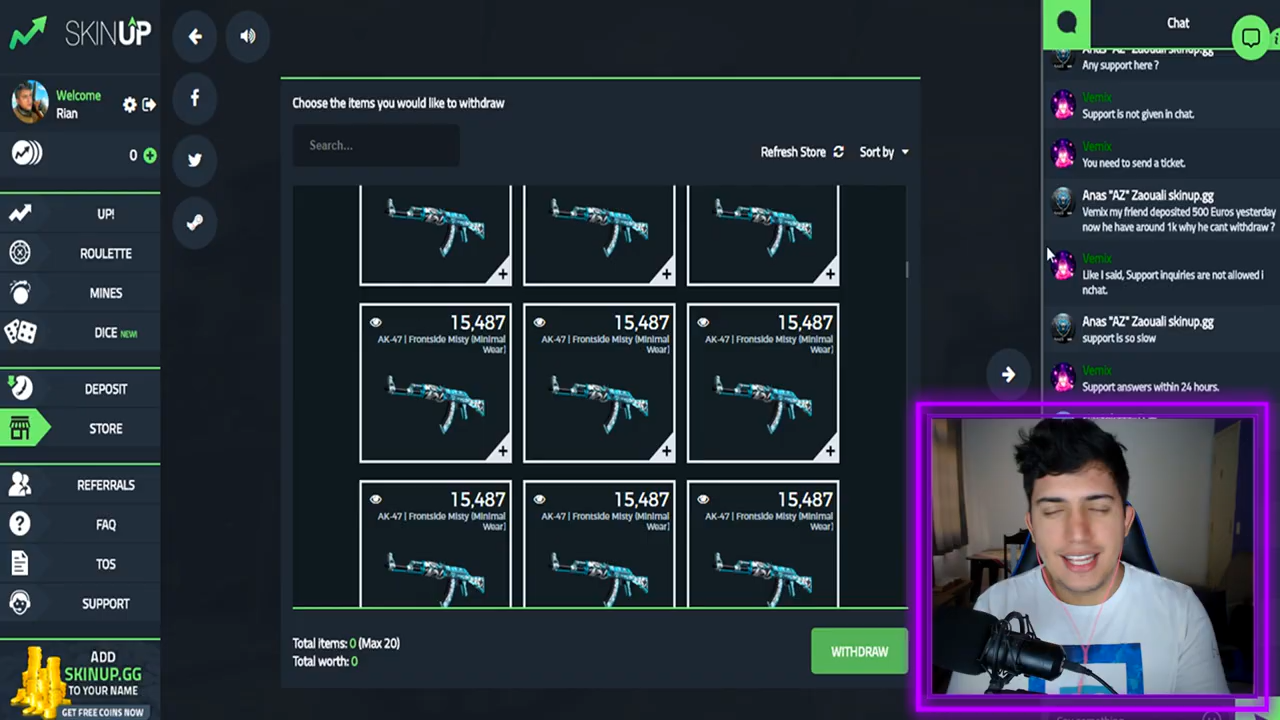 SKINUP
Welcome
Rian
0
UP!
ROULETTE
MINES
DICE NEW!
DEPOSIT
STORE
REFERRALS
FAQ
TOS
SUPPORT
ADD
SKINUP.GG
TO YOUR NAME
GET FREE COINS NOW
Choose the items you would like to withdraw
Search...
Refresh Store
Sort by
15,487
AK-47 | Frontside Misty (Minimal
Wear)
15,487
AK-47 | Frontside Misty (Minimal
Wear)
15,487
AK-47 | Frontside Misty (Minimal
Wear)
15,487
AK-47 | Frontside Misty (Minimal
Wear)
15,487
AK-47 | Frontside Misty (Minimal
Wear)
15,487
AK-47 | Frontside Misty (Minimal
Wear)
Total items: 0 (Max 20)
Total worth: 0
WITHDRAW
Chat
Anas "AZ" Zaouali skinup.gg
Any support here ?
Vemix
Support is not given in chat.
Vemix
You need to send a ticket.
Anas "AZ" Zaouali skinup.gg
Vemix my friend deposited 500 Euros yesterday
now he have around 1k why he cant withdraw ?
Vemix
Like I said, Support inquiries are not allowed i
nchat.
Anas "AZ" Zaouali skinup.gg
support is so slow
Vemix
Support answers within 24 hours.